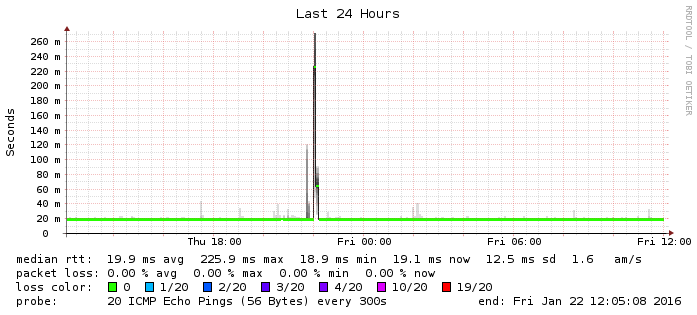 Last 24 Hours
RRDTOOL / TOBI OETIKER
Seconds
260 m
240 m
220 m
200 m
180 m
160 m
140 m
120 m
100 m
80 m
60 m
40 m
20 m
0
Thu 18:00 Fri 00:00 Fri 06:00 Fri 12:00
median rtt: 19.9 ms avg 225.9 ms max 18.9 ms min 19.1 ms now 12.5 ms sd 1.6 am/s
packet loss: 0.00 % avg 0.00 % max 0.00 % min 0.00 % now
loss color: 0 1/20 2/20 3/20 4/20 10/20 19/20
probe: 20 ICMP Echo Pings (56 Bytes) every 300s end: Fri Jan 22 12:05:08 2016